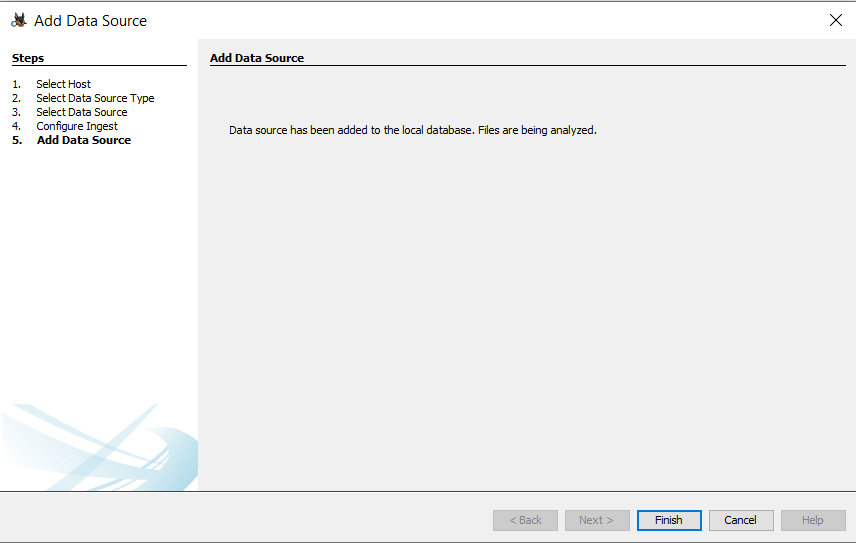 Add Data Source
Steps
1. Select Host
2. Select Data Source Type
3. Select Data Source
4. Configure Ingest
5. Add Data Source
Add Data Source
Data source has been added to the local database. Files are being analyzed.
< Back Next > Finish Cancel Help